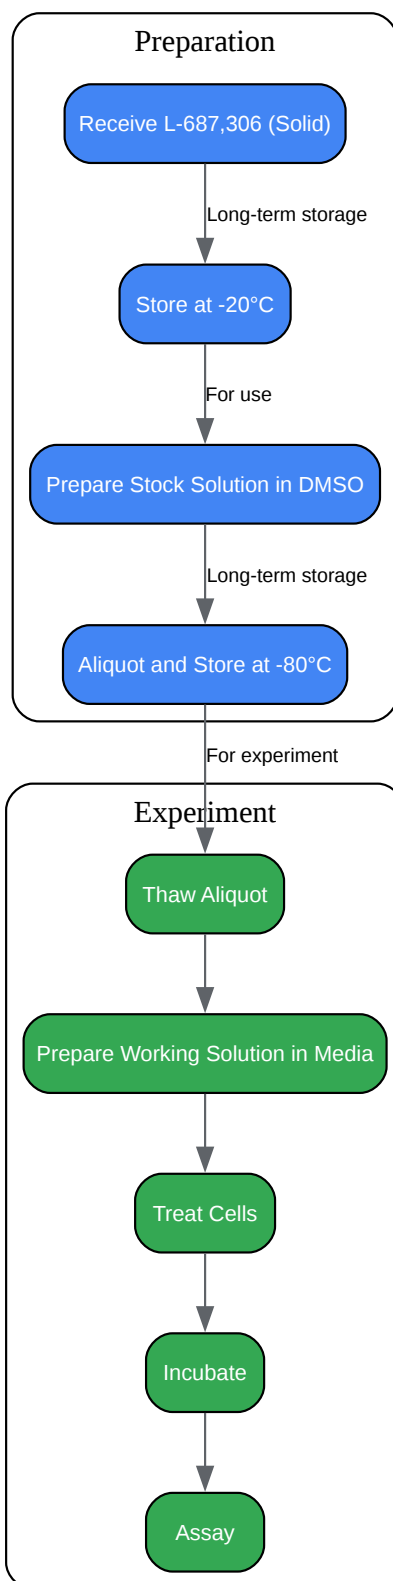 Preparation
Receive L-687,306 (Solid)
Long-term storage
Store at -20°C
For use
Prepare Stock Solution in DMSO
Long-term storage
Aliquot and Store at -80°C
For experiment
Experiment
Thaw Aliquot
Prepare Working Solution in Media
Treat Cells
Incubate
Assay